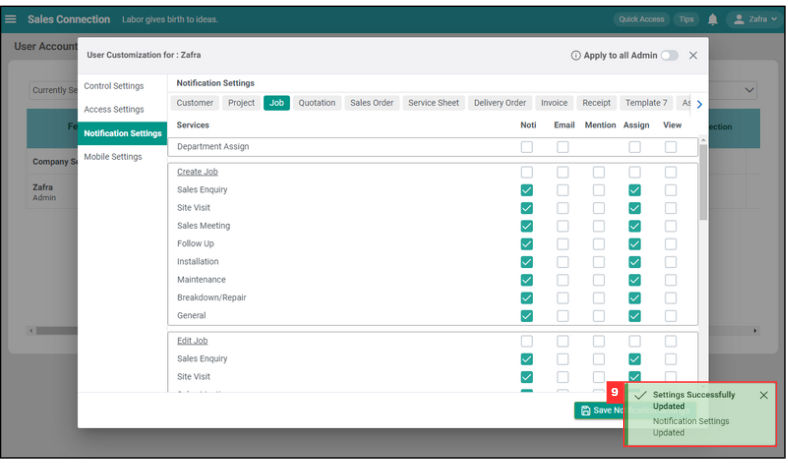 Sales Connection Labor gives birth to ideas. Quick Access Tips Zafra
User Account
User Customization for : Zafra Apply to all Admin
Currently Se
Control Settings
Access Settings
Notification Settings
Mobile Settings
Company Se
Zafra
Admin
Notification Settings
Customer Project Job Quotation Sales Order Service Sheet Delivery Order Invoice Receipt Template 7 As
Services Noti Email Mention Assign View
Department Assign
Create Job
Sales Enquiry
Site Visit
Sales Meeting
Follow Up
Installation
Maintenance
Breakdown/Repair
General
Edit Job
Sales Enquiry
Site Visit
Save No
9
Settings Successfully
Updated
Notification Settings
Updated